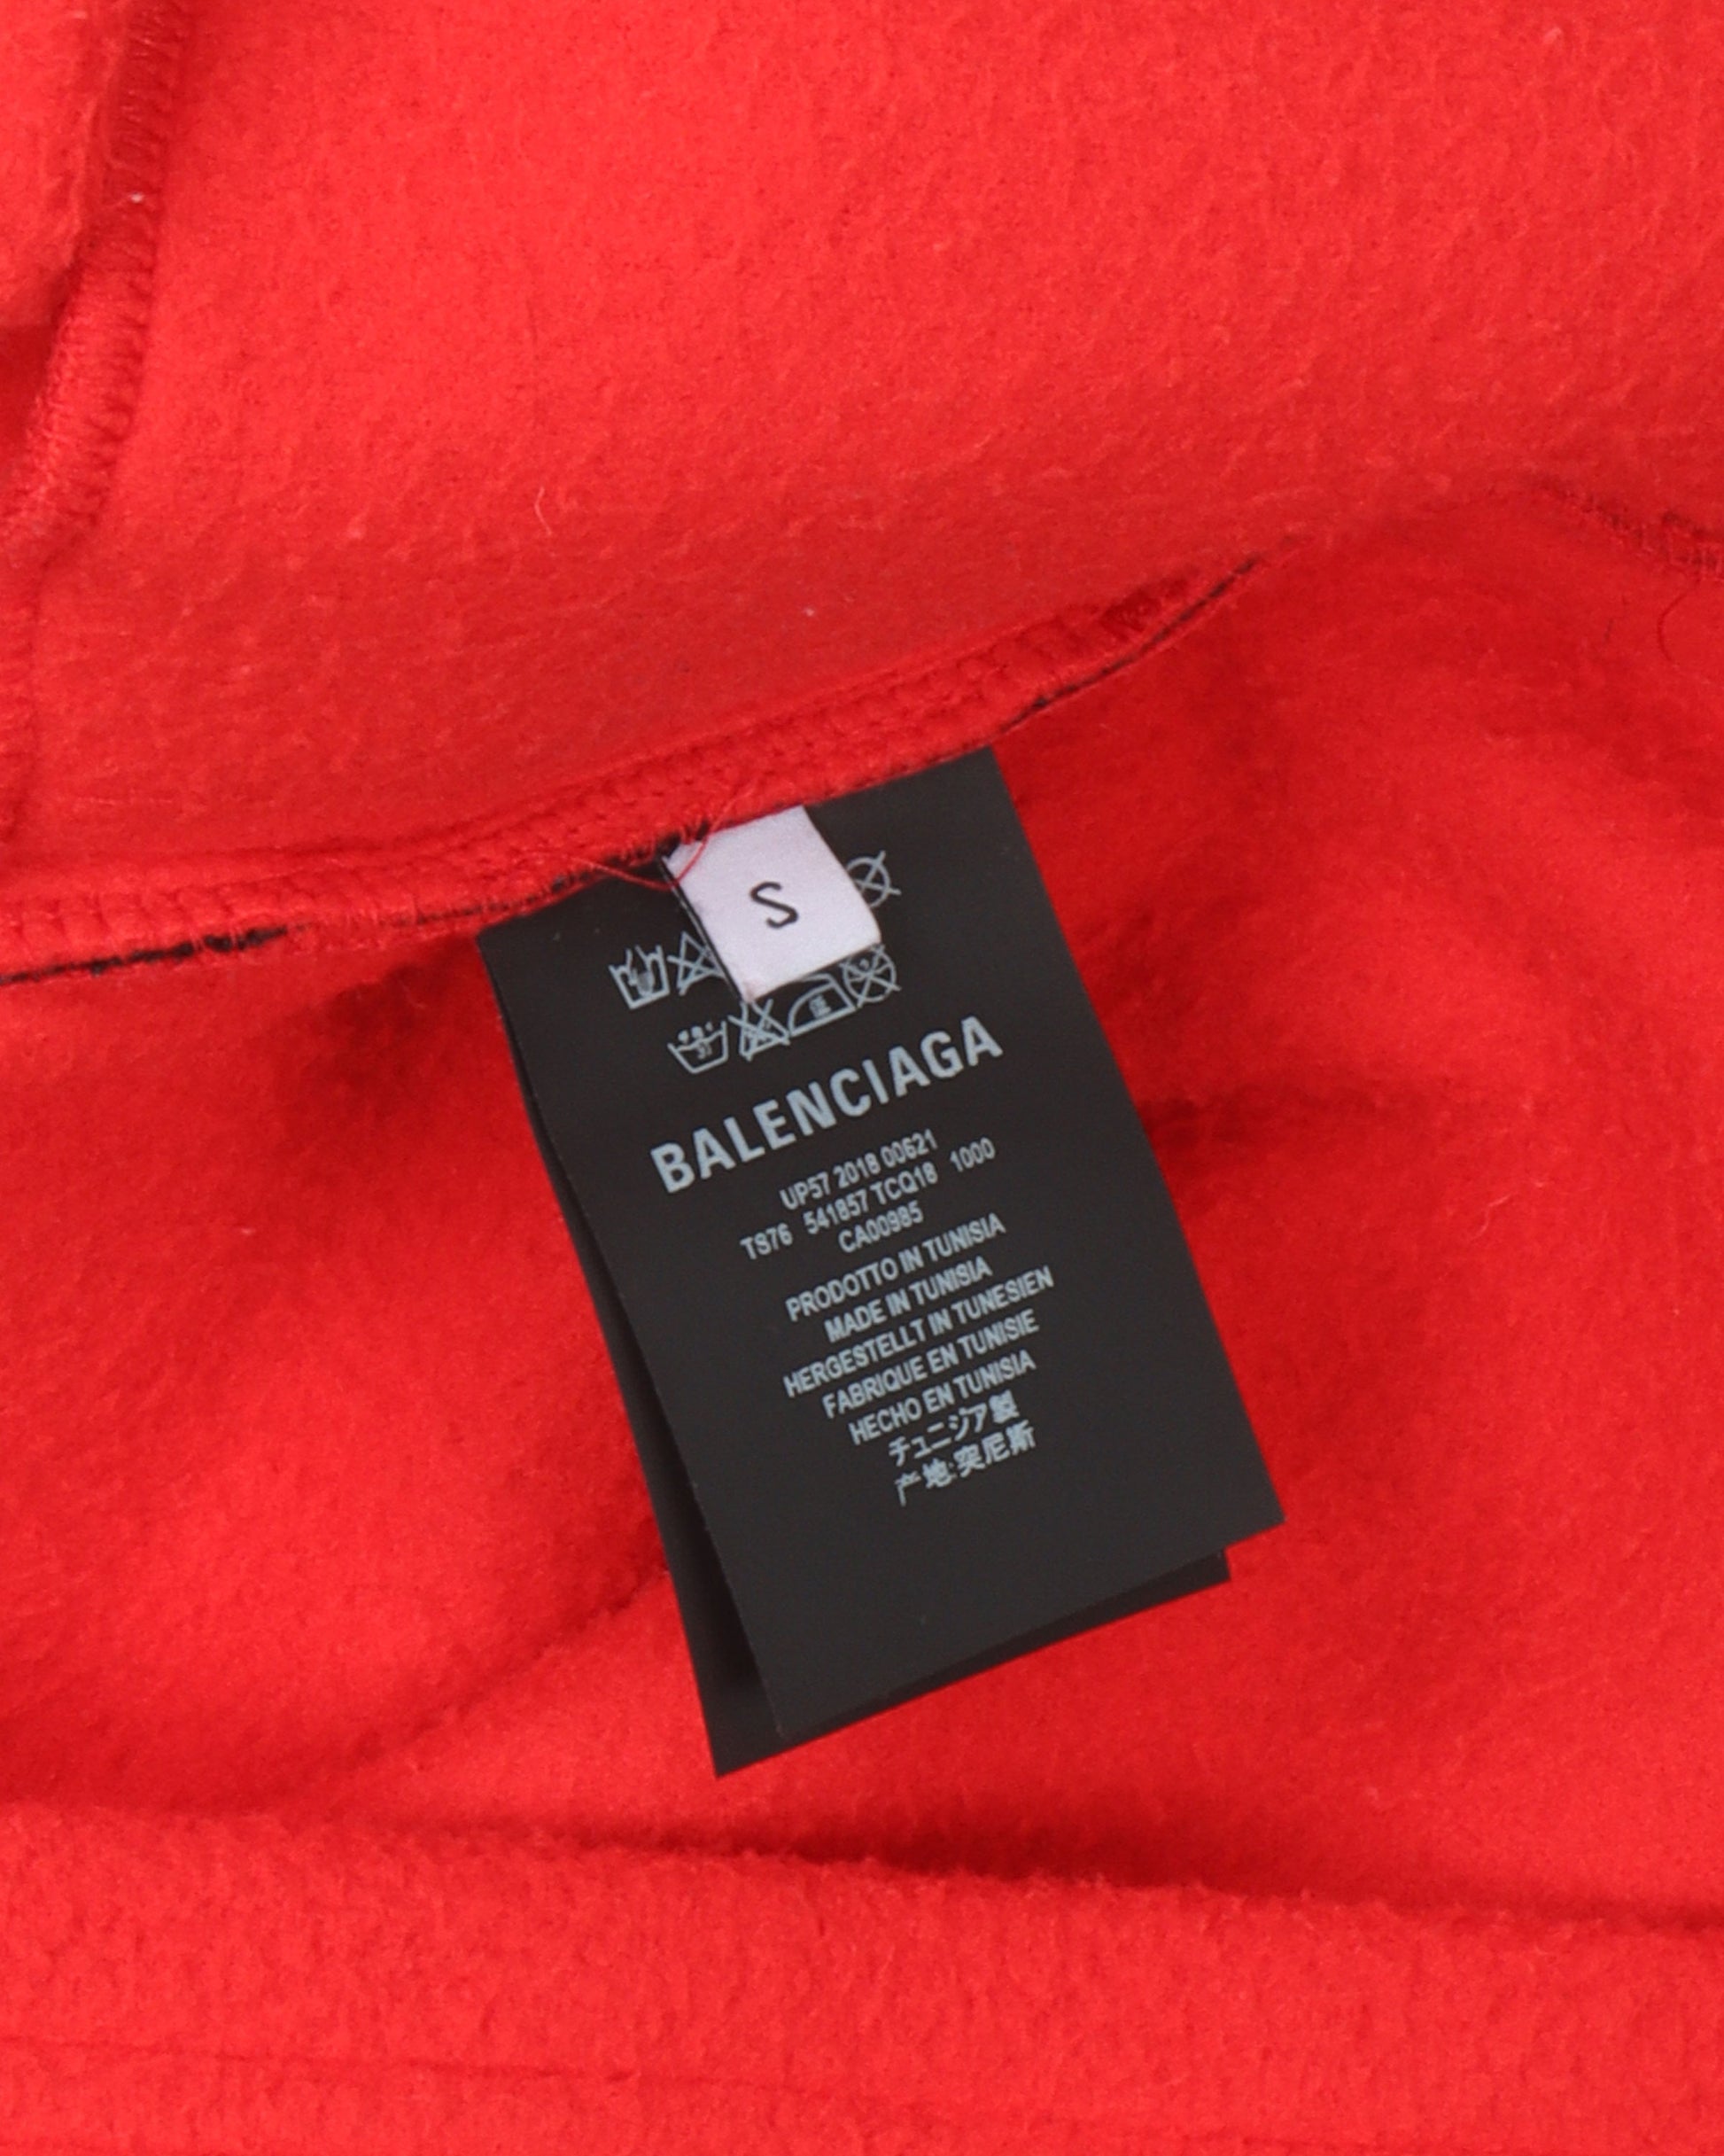 S
BALENCIAGA
UP57 2018 00621
TS76 541857 TCQ18 1000
CA00985
PRODOTTO IN TUNISIA
MADE IN TUNISIA
HERGESTELLT IN TUNESIEN
FABRIQUE EN TUNISIE
HECHO EN TUNISIA
チュニジア製
产地:突尼斯